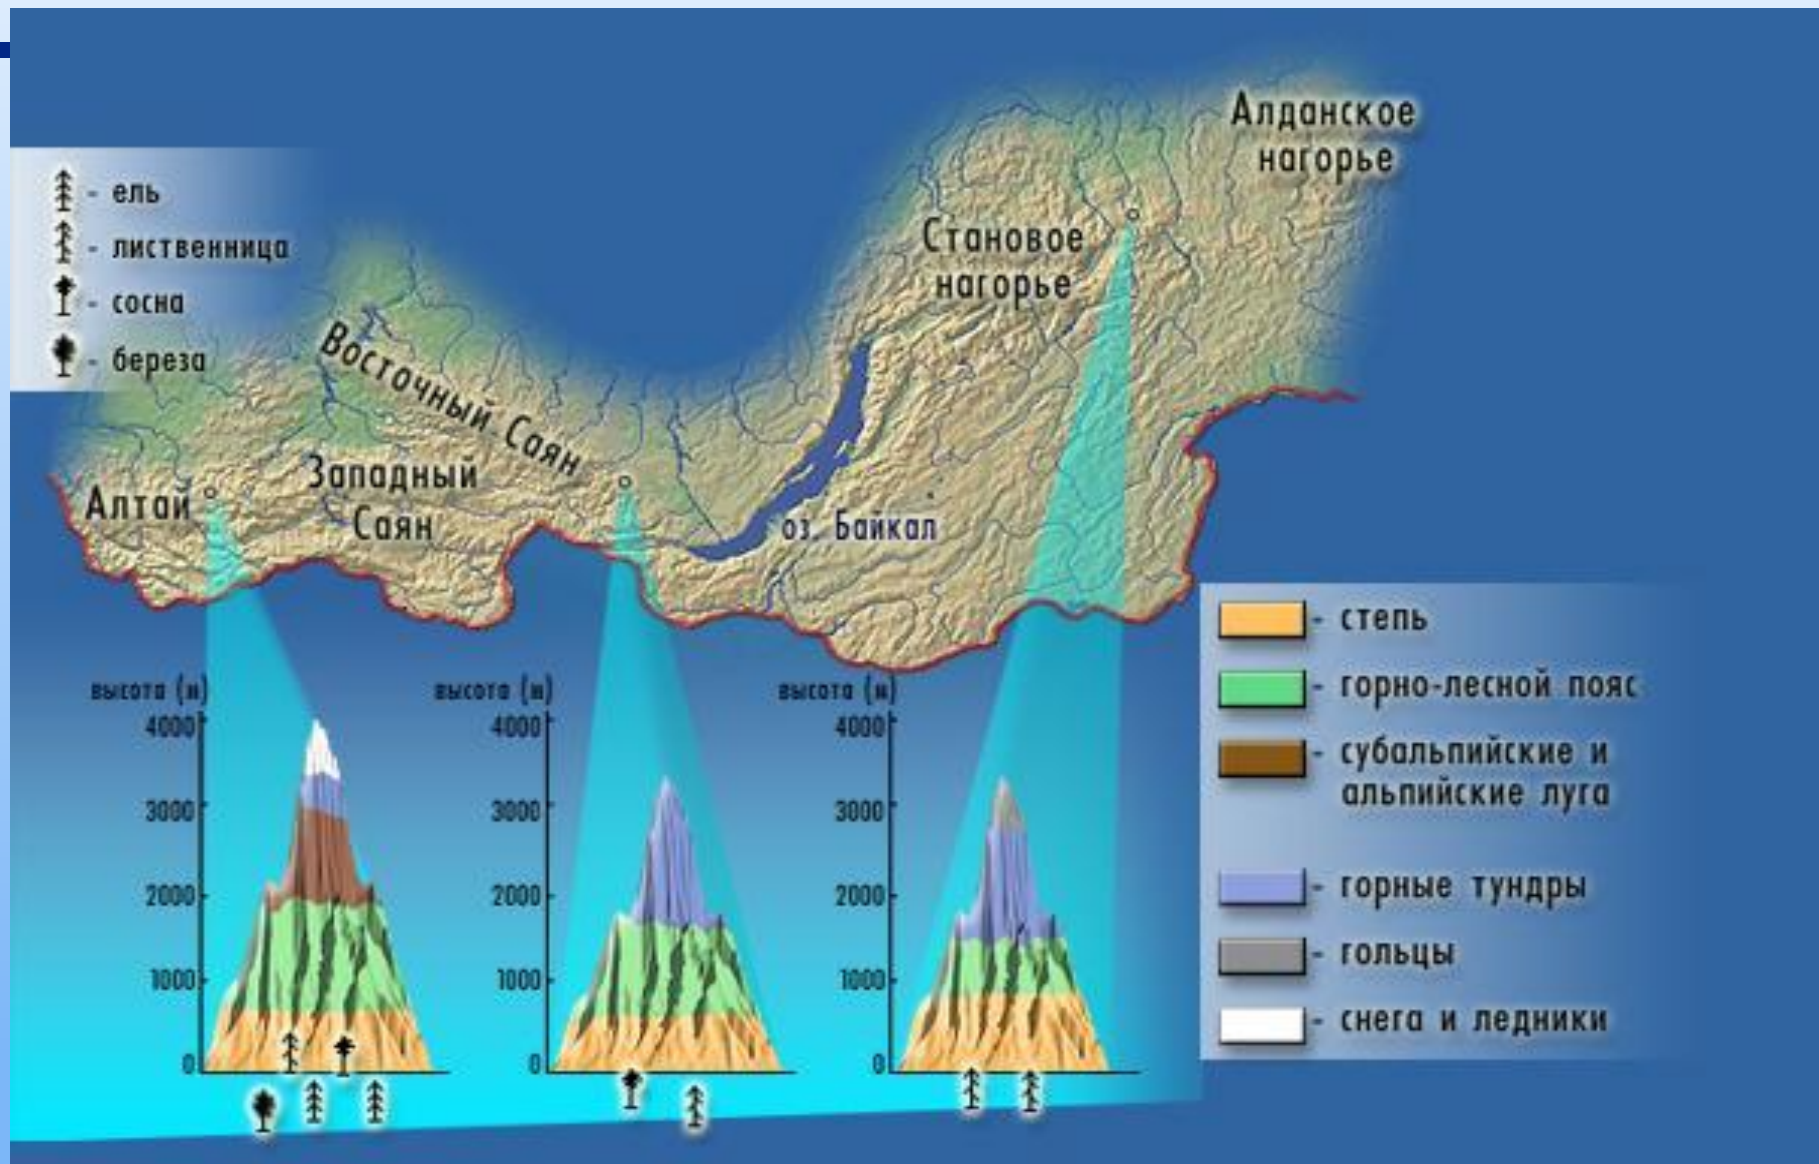 Алданское
нагорье
- ель
- лиственница
- сосна
- береза
Становое
нагорье
Восточный Саян
Западный
Саян
Алтай
оз. Байкал
- степь
- горно-лесной пояс
- субальпийские и
альпийские луга
- горные тундры
- гольцы
- снега и ледники
высота (м)
4000
3000
2000
1000
0
высота (м)
4000
3000
2000
1000
0
высота (м)
4000
3000
2000
1000
0